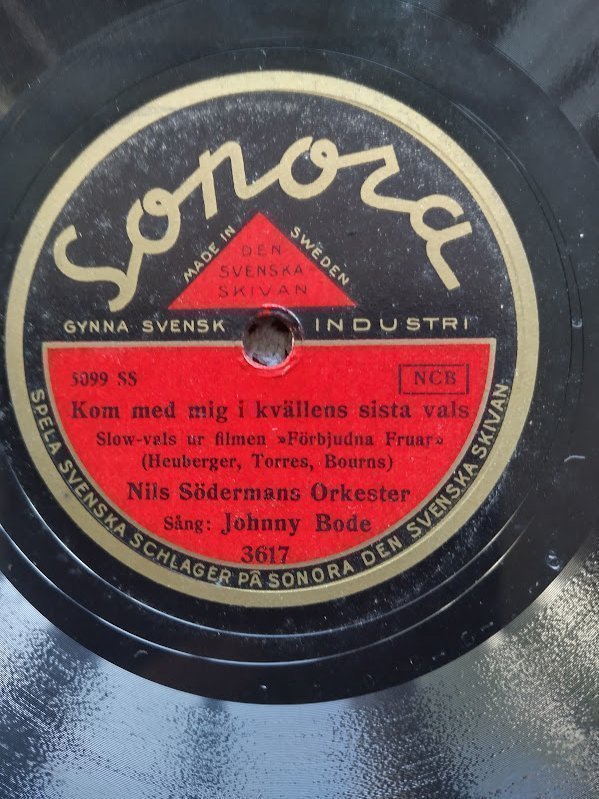 Sonora
MADE IN SWEDEN
DEN
SVENSKA
SKIVAN
GYNNA SVENSK INDUSTRI
5099 SS NCB
Kom med mig i kvällens sista vals
Slow-vals ur filmen »Förbjudna Fruar»
(Heuberger, Torres, Bourns)
Nils Södermans Orkester
Sång: Johnny Bode
3617
SPELA SVENSKA SCHLAGER PÅ SONORA DEN SVENSKA SKIVAN